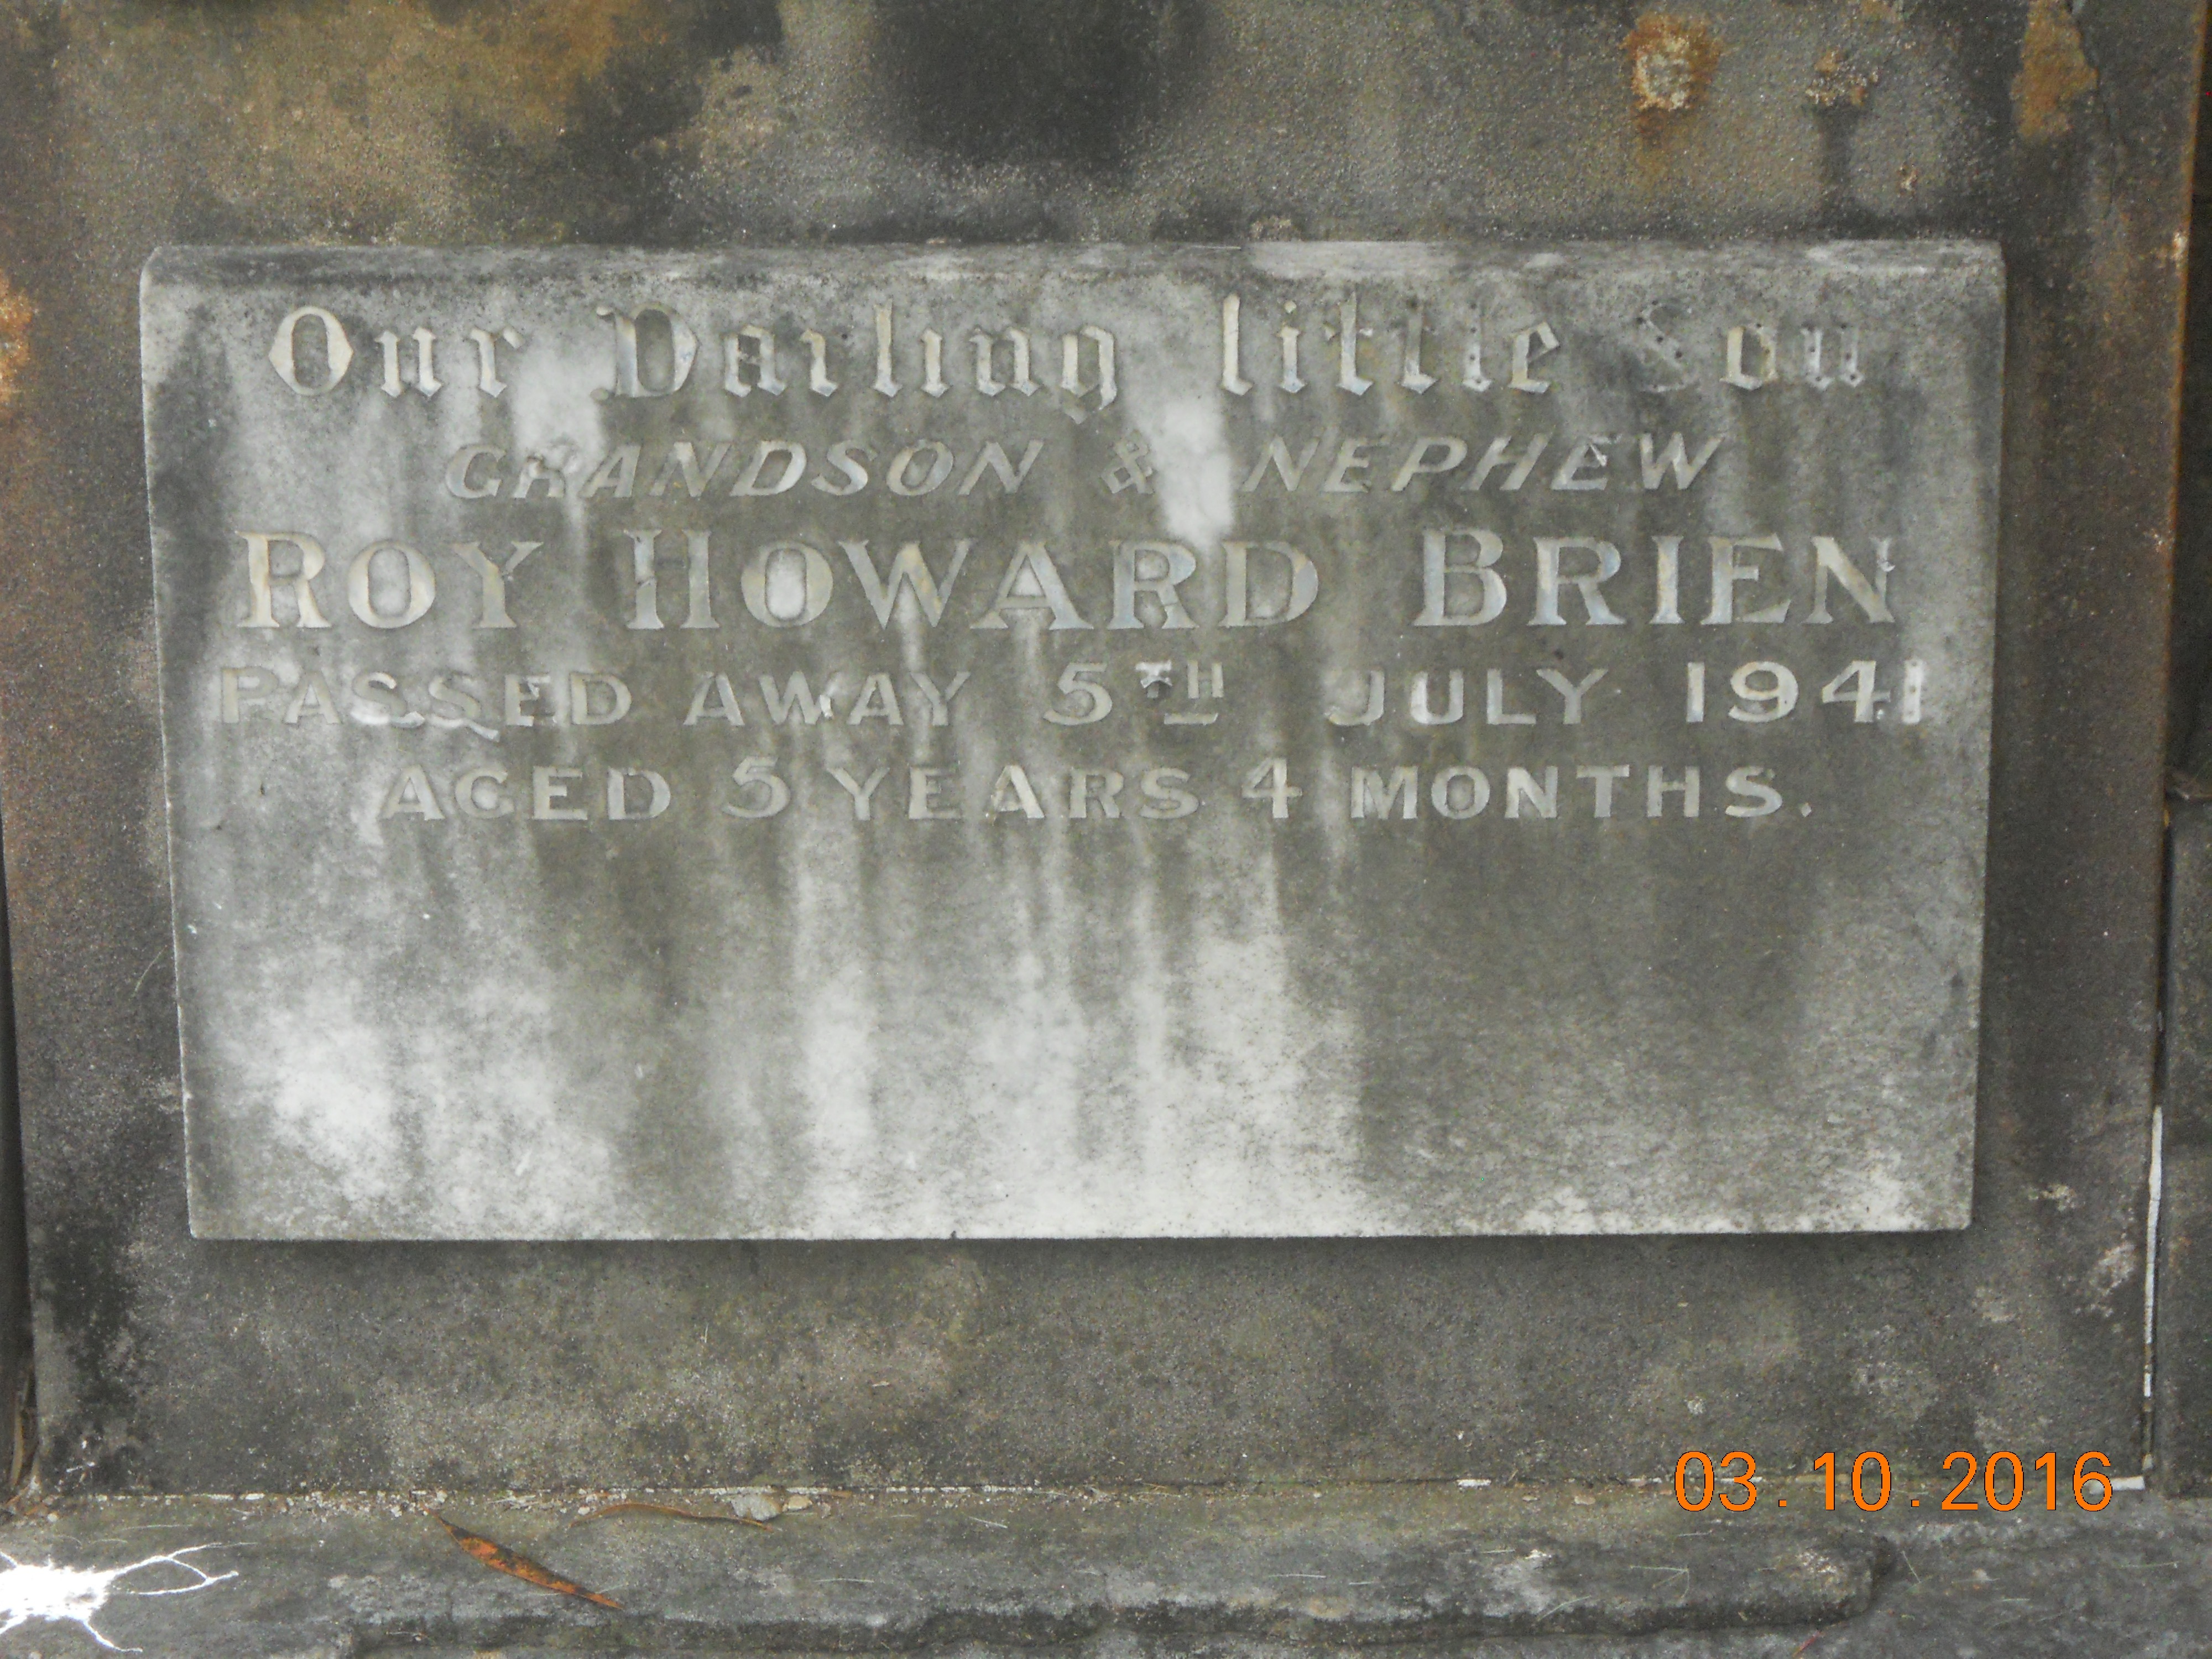 Our Darling little Son
GRANDSON & NEPHEW
ROY HOWARD BRIEN
PASSED AWAY 5TH JULY 1941
AGED 5 YEARS 4 MONTHS.
03.10.2016